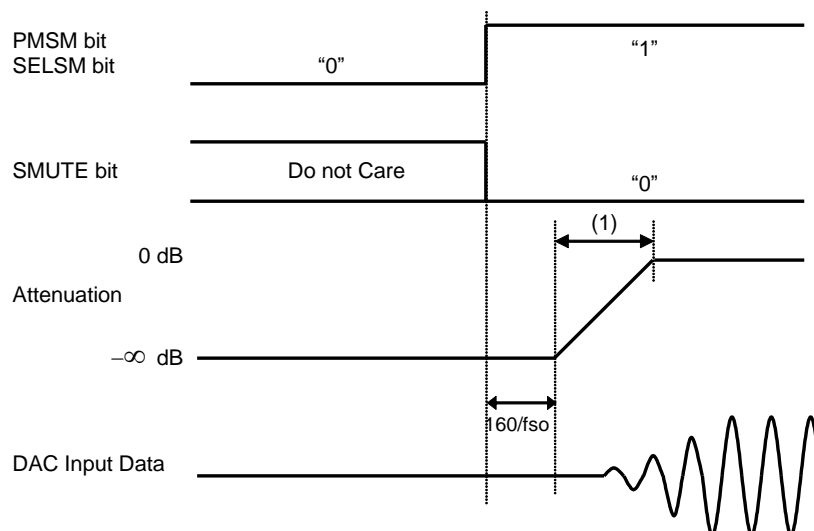 PMSM bit
SELSM bit
“0”
“1”
SMUTE bit
Do not Care
“0”
(1)
0 dB
Attenuation
–∞ dB
160/fso
DAC Input Data